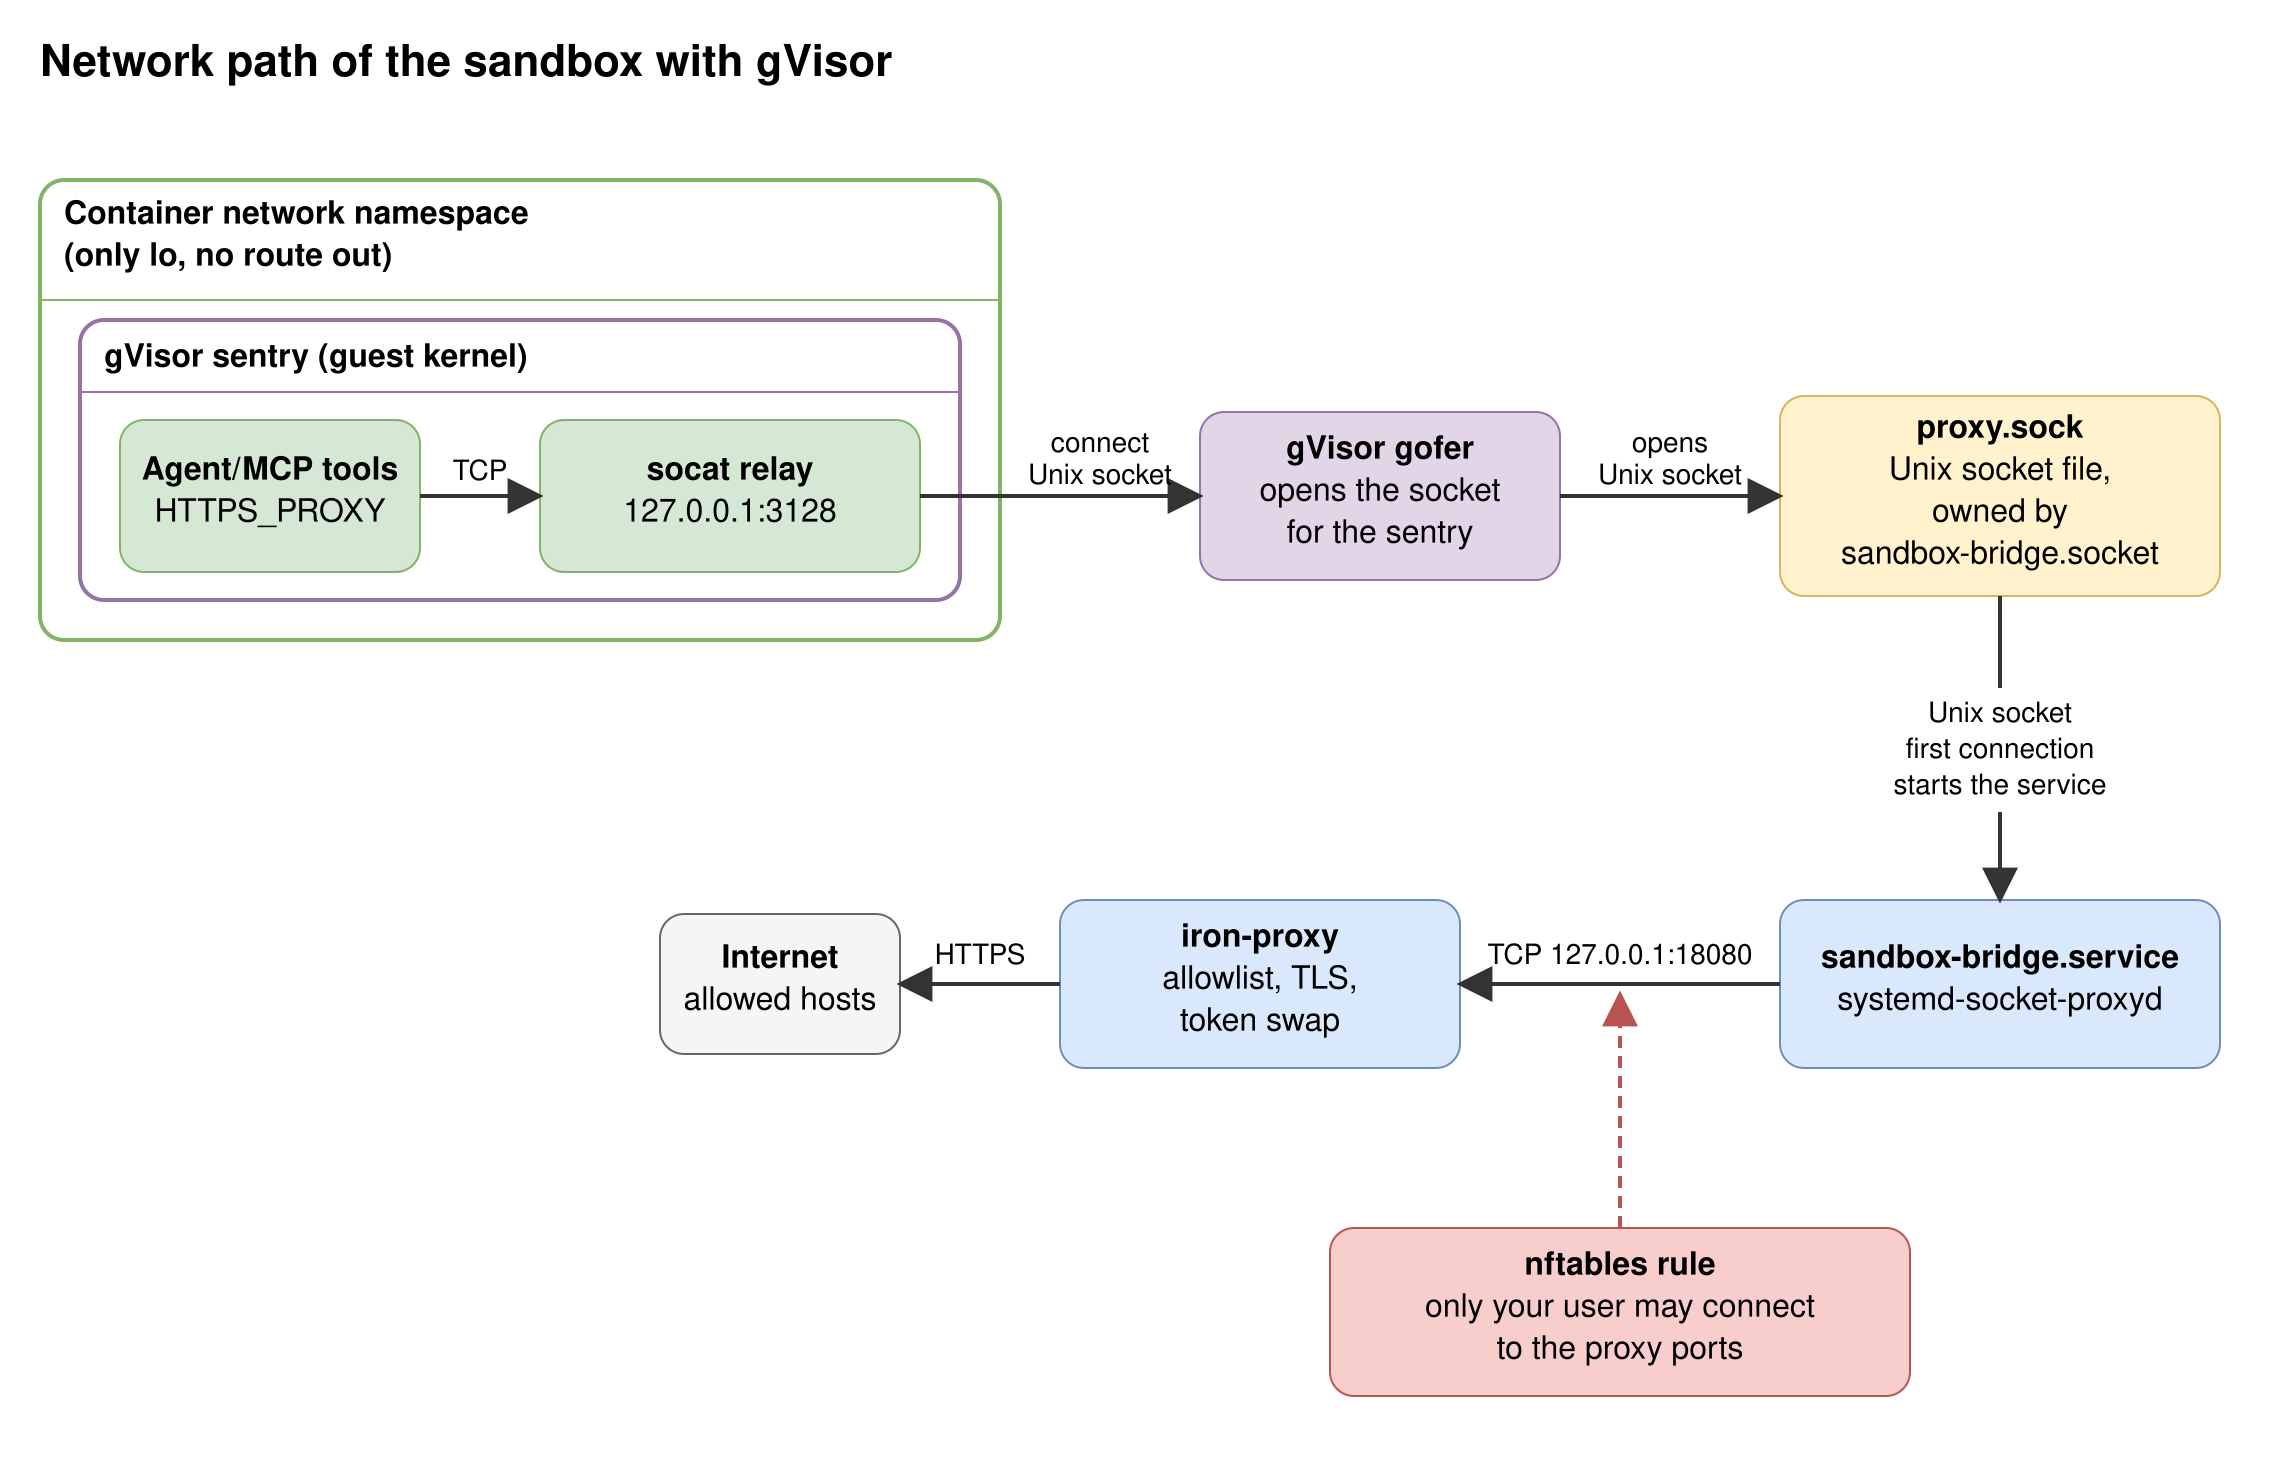 Network path of the sandbox with gVisor
Container network namespace
(only lo, no route out)
gVisor sentry (guest kernel)
Agent/MCP tools
HTTPS_PROXY
TCP
socat relay
127.0.0.1:3128
connect
Unix socket
gVisor gofer
opens the socket
for the sentry
opens
Unix socket
proxy.sock
Unix socket file,
owned by
sandbox-bridge.socket
Unix socket
first connection
starts the service
sandbox-bridge.service
systemd-socket-proxyd
TCP 127.0.0.1:18080
iron-proxy
allowlist, TLS,
token swap
HTTPS
Internet
allowed hosts
nftables rule
only your user may connect
to the proxy ports